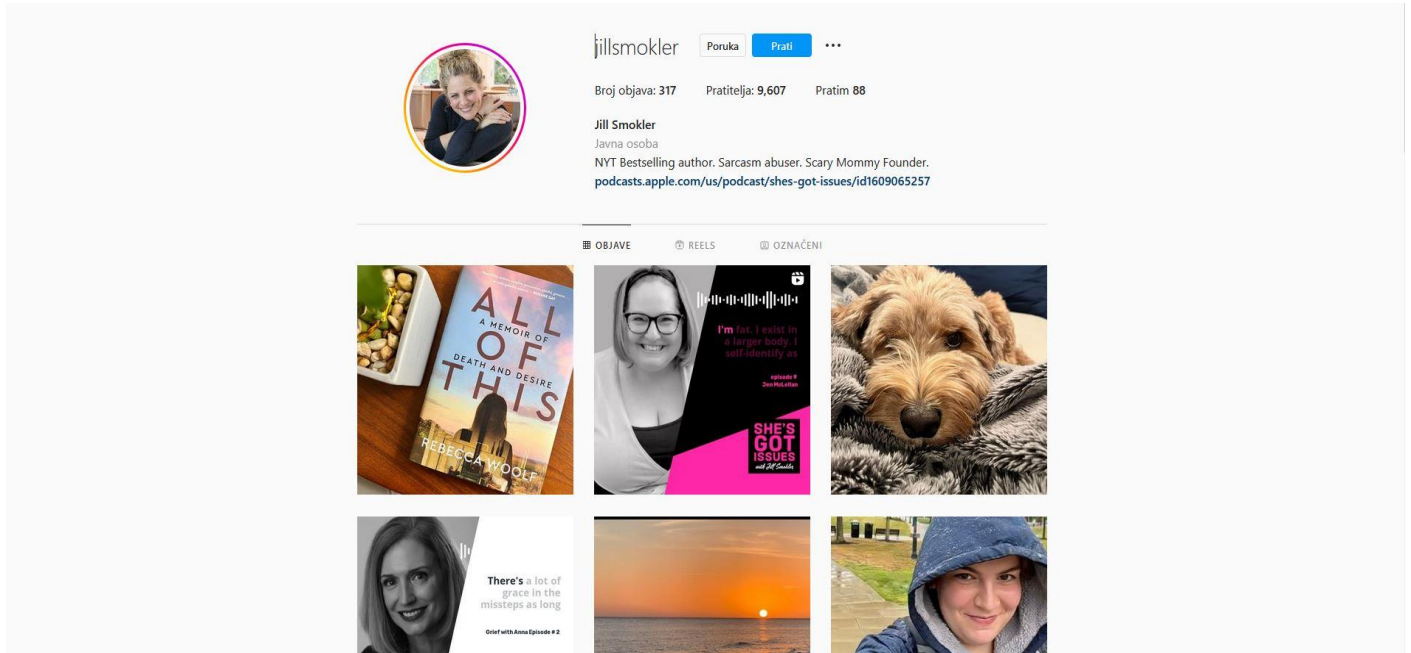 jillsmokler
Poruka
Prati
Broj objava: 317
Pratitelja: 9,607
Pratim 88
Jill Smokler
Javna osoba
NYT Bestselling author. Sarcasm abuser. Scary Mommy Founder.
podcasts.apple.com/us/podcast/shes-got-issues/id1609065257
OBJAVE
REELS
OZNAČENI
ALL
A MEMOIR OF
OF
DEATH AND DESIRE
THIS
REBECCA WOOLF
I'm fat. I exist in
a larger body. I
self-identify as
episode 9
Jen McLellan
SHE'S
GOT
ISSUES
with Jill Smokler
There's a lot of
grace in the
missteps as long
Grief with Anna Episode # 2